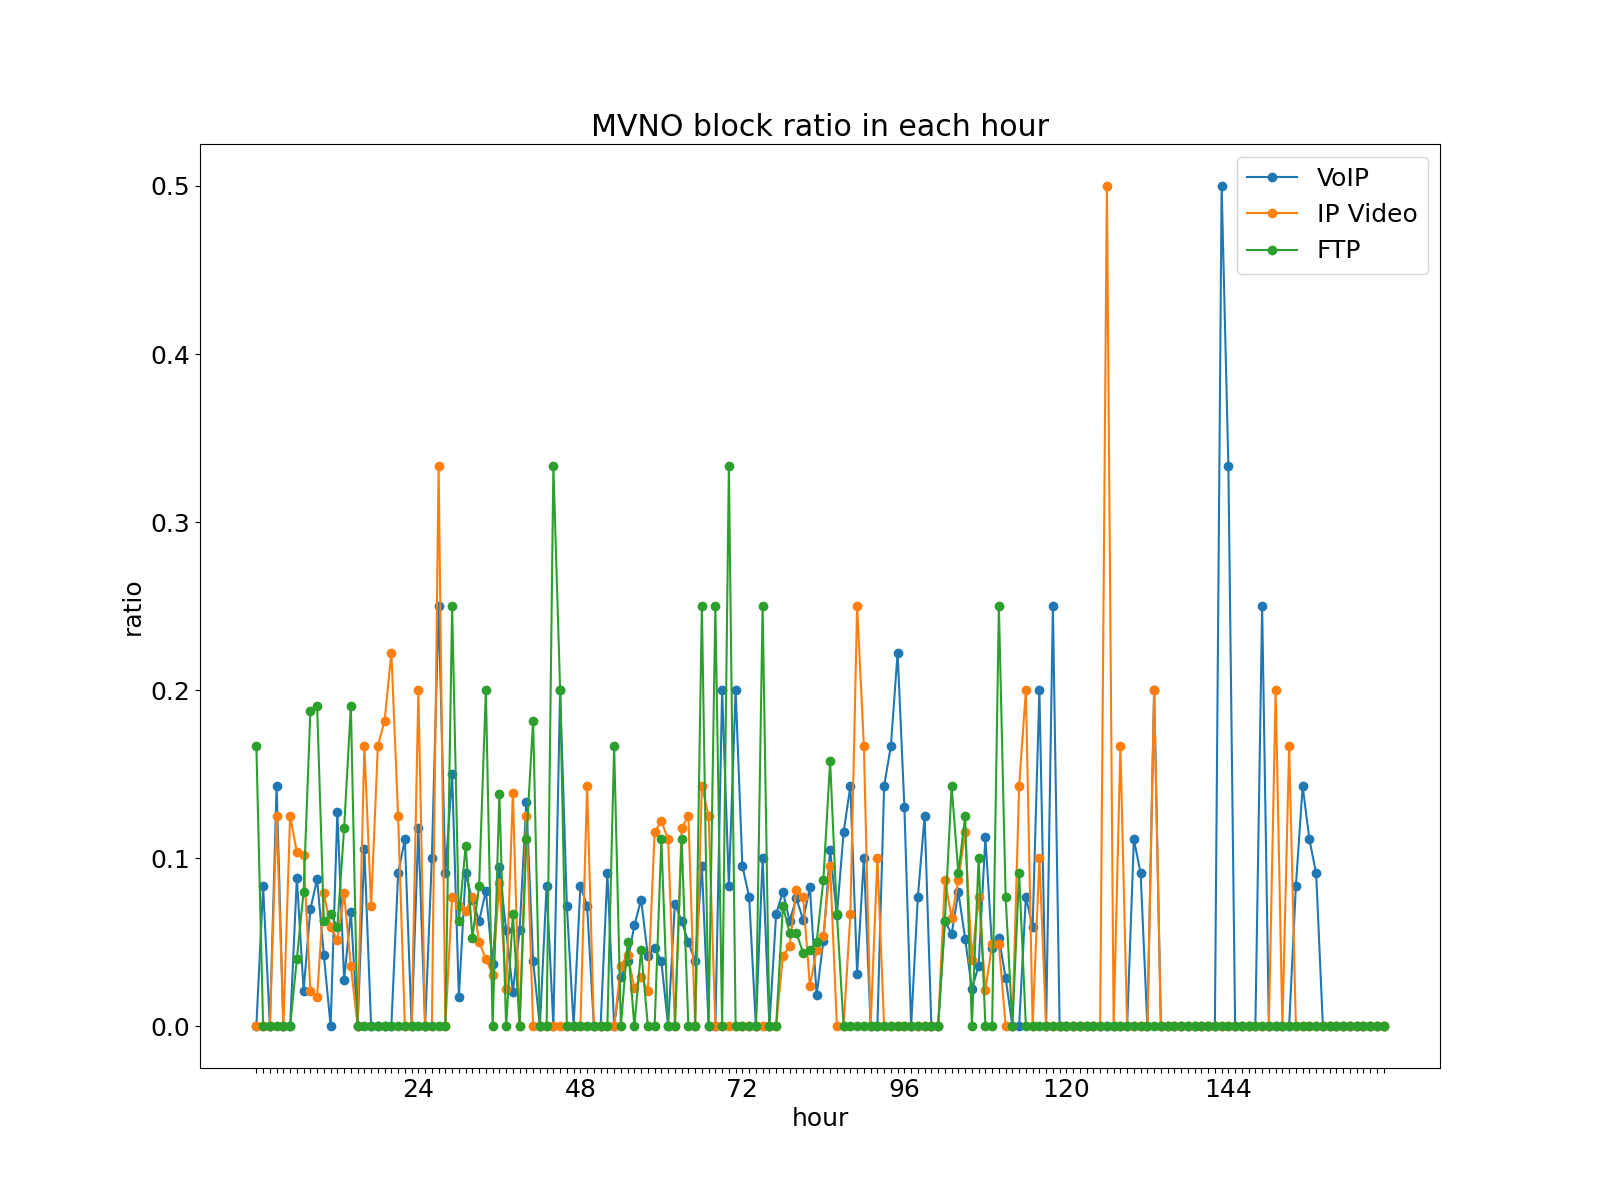 MVNO block ratio in each hour
VoIP
IP Video
FTP
0.5
0.4
0.3
0.2
0.1
0.0
ratio
24 48 72 96 120 144
hour